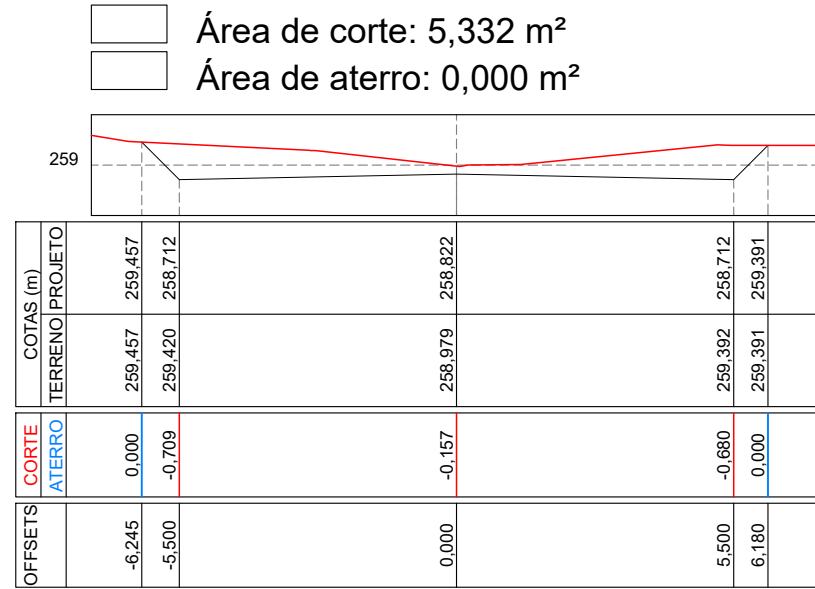 Área de corte: 5,332 m²
Área de aterro: 0,000 m²
259
COTAS (m)
PROJETO
259,457
258,712
258,822
258,712
259,391
TERRENO
259,457
259,420
258,979
259,392
259,391
CORTE
ATERRO
0,000
-0,709
-0,157
-0,680
0,000
OFFSETS
-6,245
-5,500
0,000
5,500
6,180